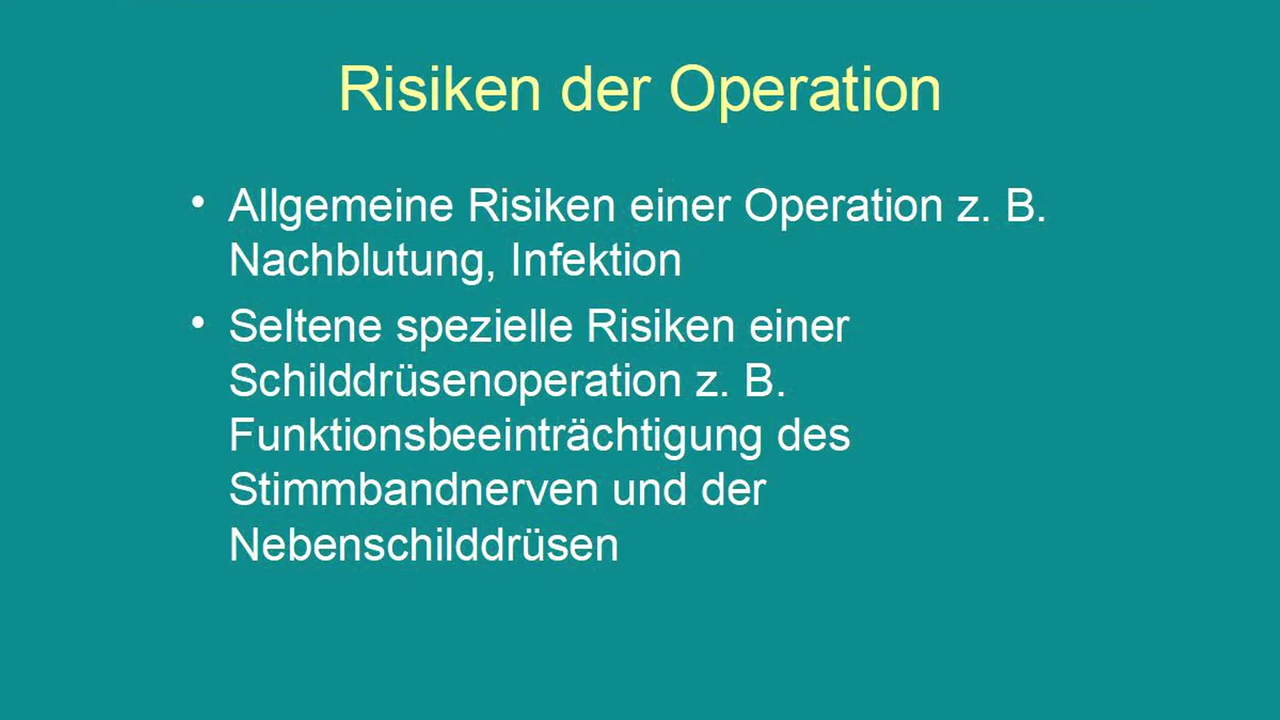 Risiken der Operation
• Allgemeine Risiken einer Operation z. B.
Nachblutung, Infektion
• Seltene spezielle Risiken einer
Schilddrüsenoperation z. B.
Funktionsbeeinträchtigung des
Stimmbandnerven und der
Nebenschilddrüsen